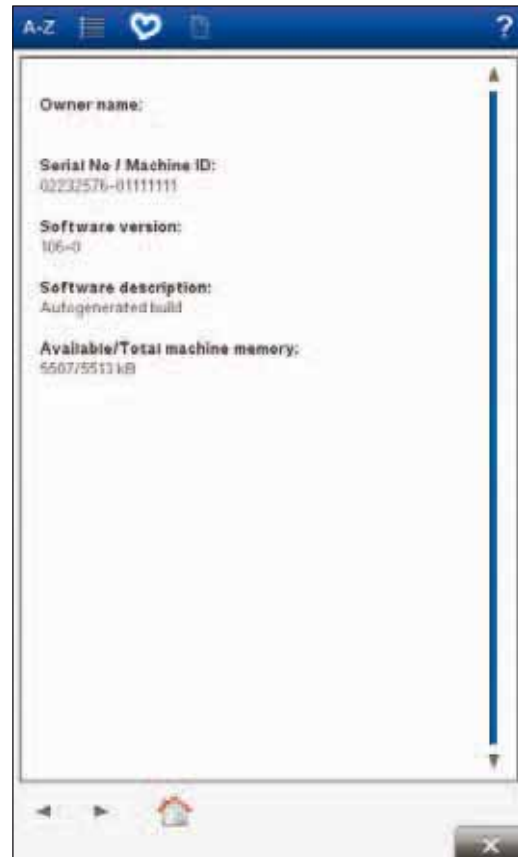 A-Z
?
Owner name:
Serial No / Machine ID:
02232576-01111111
Software version:
106-0
Software description:
Autogenerated build
Available/Total machine memory:
5507/5513 kB